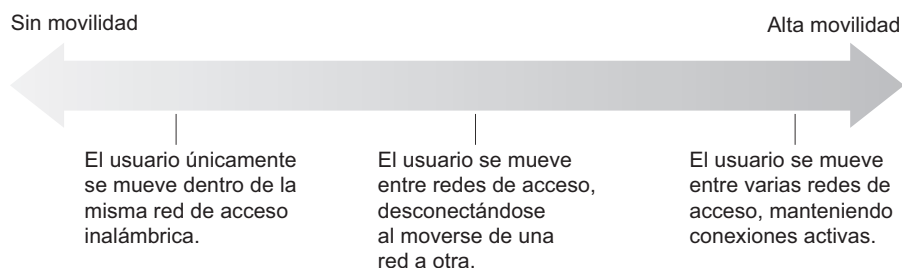 Sin movilidad
Alta movilidad
El usuario únicamente
se mueve dentro de la
misma red de acceso
inalámbrica.
El usuario se mueve
entre redes de acceso,
desconectándose
al moverse de una
red a otra.
El usuario se mueve
entre varias redes de
acceso, manteniendo
conexiones activas.